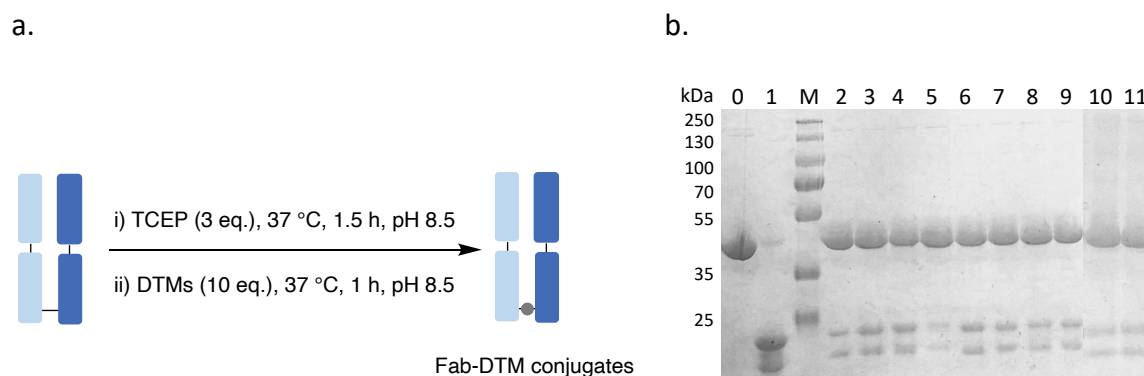 a.
i) TCEP (3 eq.), 37 °C, 1.5 h, pH 8.5
ii) DTMs (10 eq.), 37 °C, 1 h, pH 8.5
Fab-DTM conjugates
b.
kDa 0 1 M 2 3 4 5 6 7 8 9 10 11
250
130
100
70
55
35
25